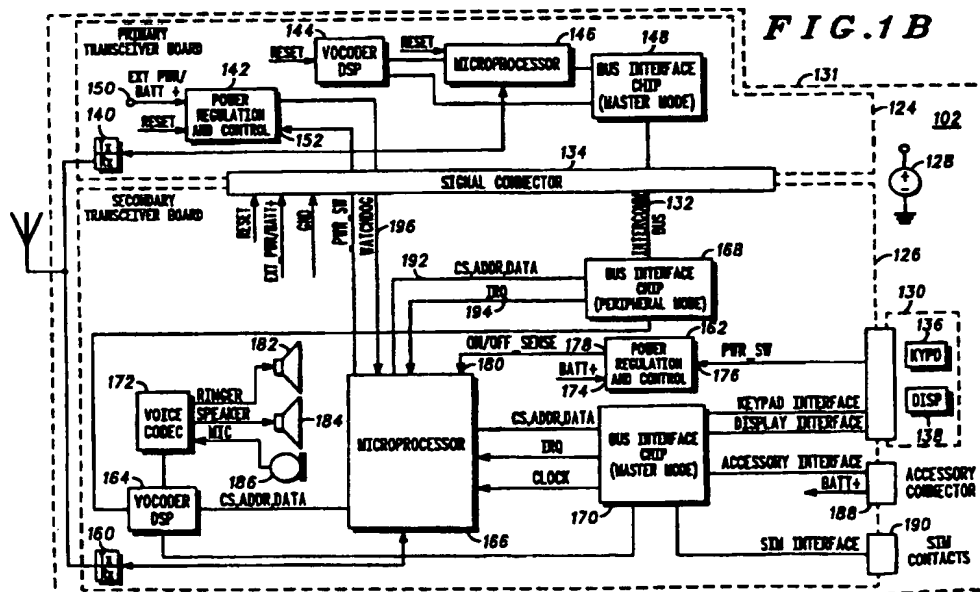 FIG.1B
PRIMARY
TRANSCEIVER BOARD
144
VOCODER
DSP
RESET
RESET
146
MICROPROCESSOR
148
BUS INTERFACE
CHIP
(MASTER MODE)
131
124
102
128
EXT PWR/
BATT +
150
142
POWER
REGULATION
AND CONTROL
RESET
152
140
TX
RX
134
SIGNAL CONNECTOR
SECONDARY
TRANSCEIVER BOARD
RESET
EXT PWR/BATT+
GND
PWR_SW
WATCHDOG
196
INTERCONN
BUS
132
126
192
CS,ADDR,DATA
IRQ
194
168
BUS INTERFACE
CHIP
(PERIPHERAL MODE)
130
136
KYPD
DISP
138
182
ON/OFF_SENSE
180
178
162
POWER
REGULATION
AND CONTROL
BATT+
174
176
PWR_SW
172
VOICE
CODEC
RINGER
SPEAKER
MIC
184
186
MICROPROCESSOR
166
CS,ADDR,DATA
IRQ
CLOCK
BUS INTERFACE
CHIP
(MASTER MODE)
170
KEYPAD INTERFACE
DISPLAY INTERFACE
ACCESSORY INTERFACE
BATT+
188
ACCESSORY
CONNECTOR
164
VOCODER
DSP
CS,ADDR,DATA
160
TX
RX
SIM INTERFACE
190
SIM
CONTACTS